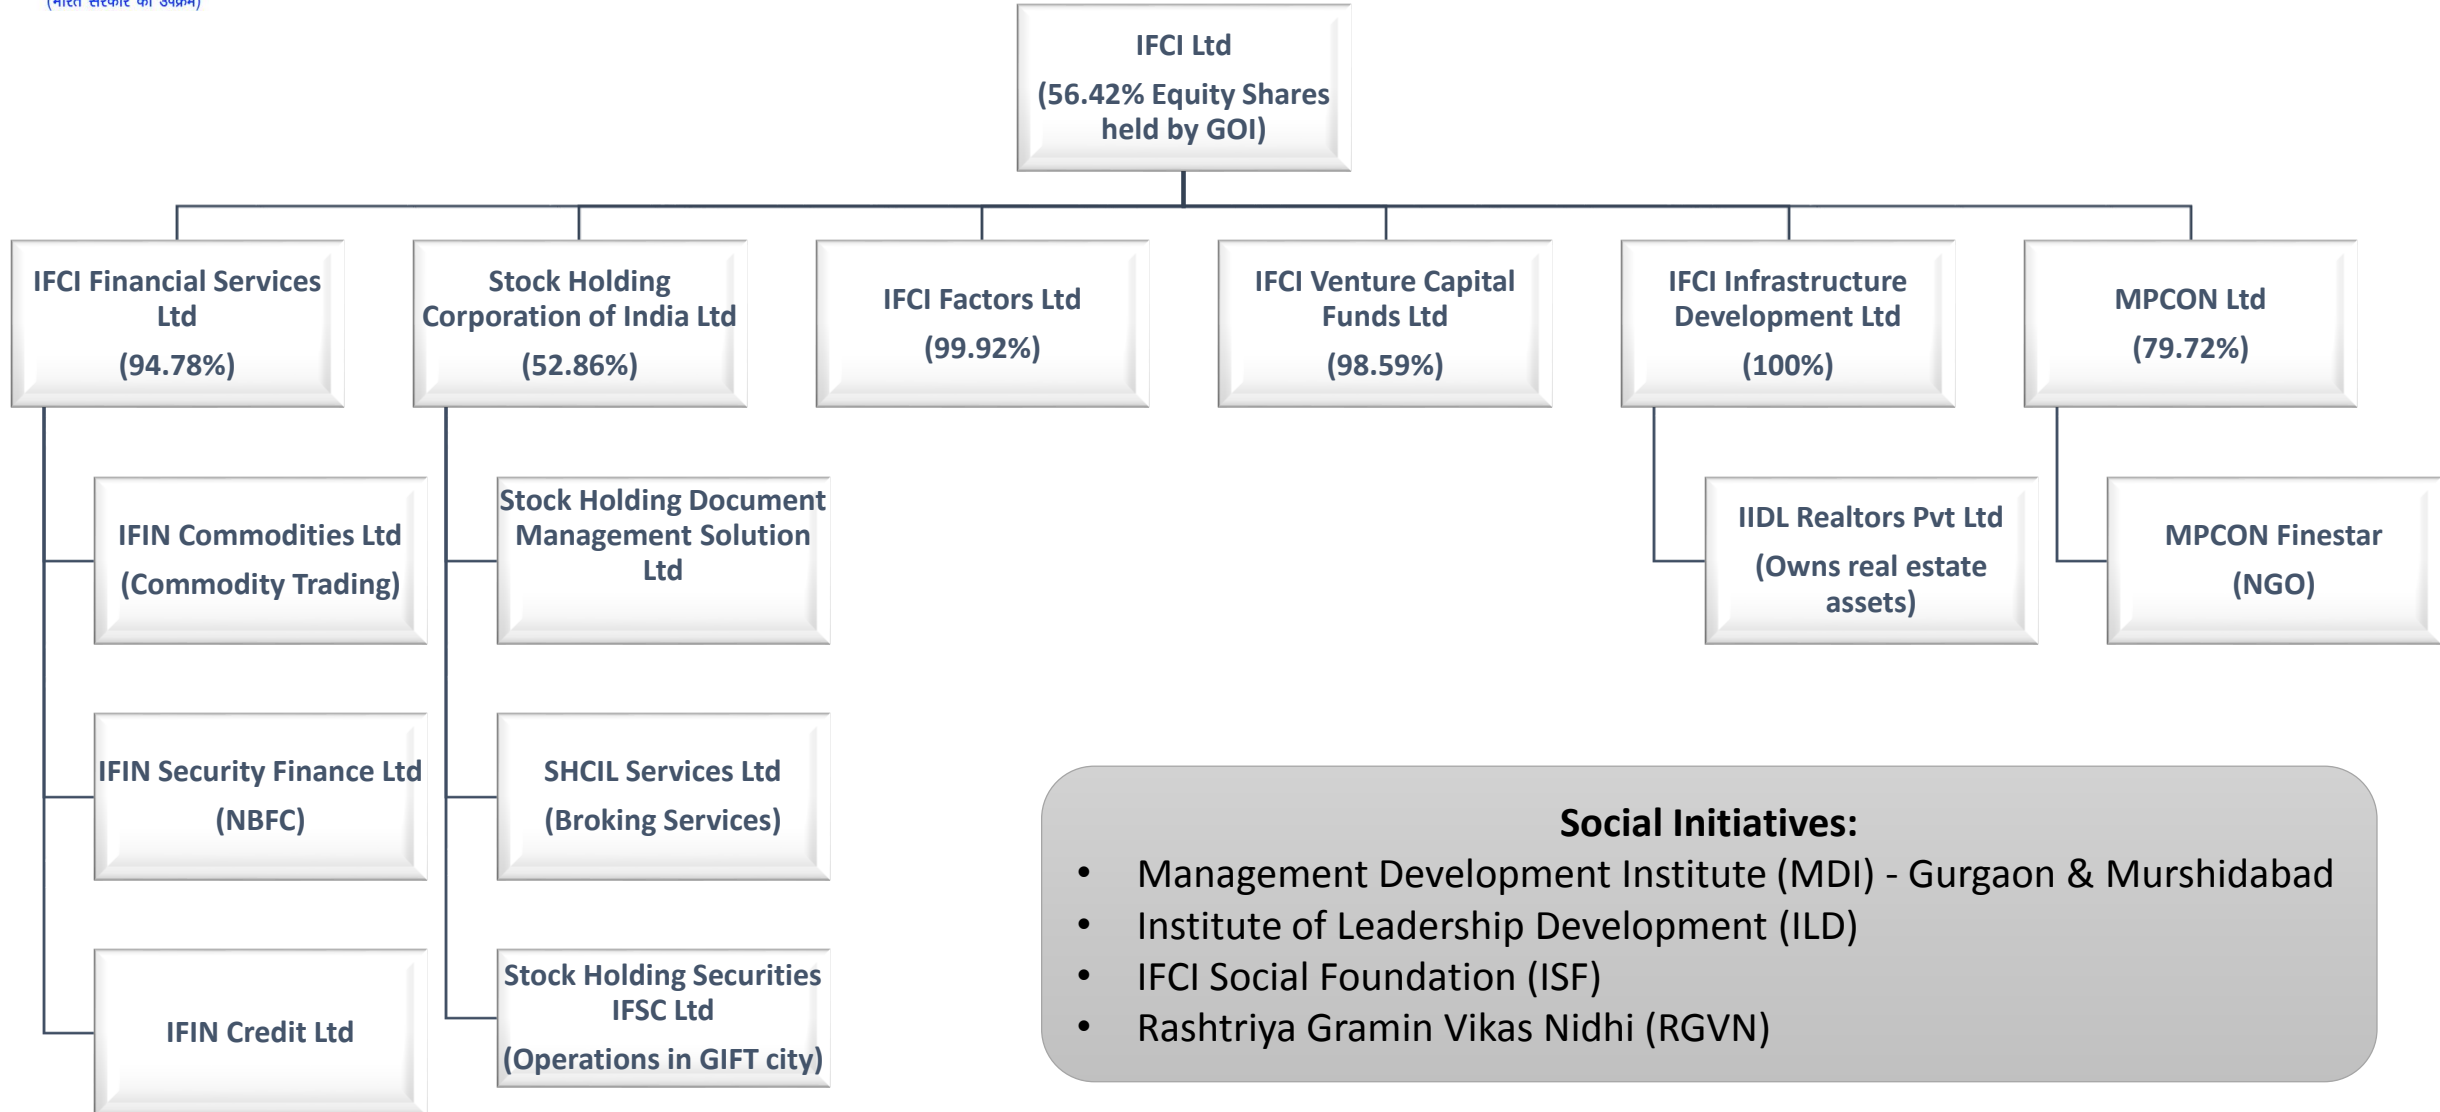 (भारत सरकार का उपक्रम)
IFCI Ltd
(56.42% Equity Shares
held by GOI)
IFCI Financial Services
Ltd
(94.78%)
Stock Holding
Corporation of India Ltd
(52.86%)
IFCI Factors Ltd
(99.92%)
IFCI Venture Capital
Funds Ltd
(98.59%)
IFCI Infrastructure
Development Ltd
(100%)
MPCON Ltd
(79.72%)
IFIN Commodities Ltd
(Commodity Trading)
Stock Holding Document
Management Solution
Ltd
IIDL Realtors Pvt Ltd
(Owns real estate
assets)
MPCON Finestar
(NGO)
IFIN Security Finance Ltd
(NBFC)
SHCIL Services Ltd
(Broking Services)
IFIN Credit Ltd
Stock Holding Securities
IFSC Ltd
(Operations in GIFT city)
Social Initiatives:
• Management Development Institute (MDI) - Gurgaon & Murshidabad
• Institute of Leadership Development (ILD)
• IFCI Social Foundation (ISF)
• Rashtriya Gramin Vikas Nidhi (RGVN)